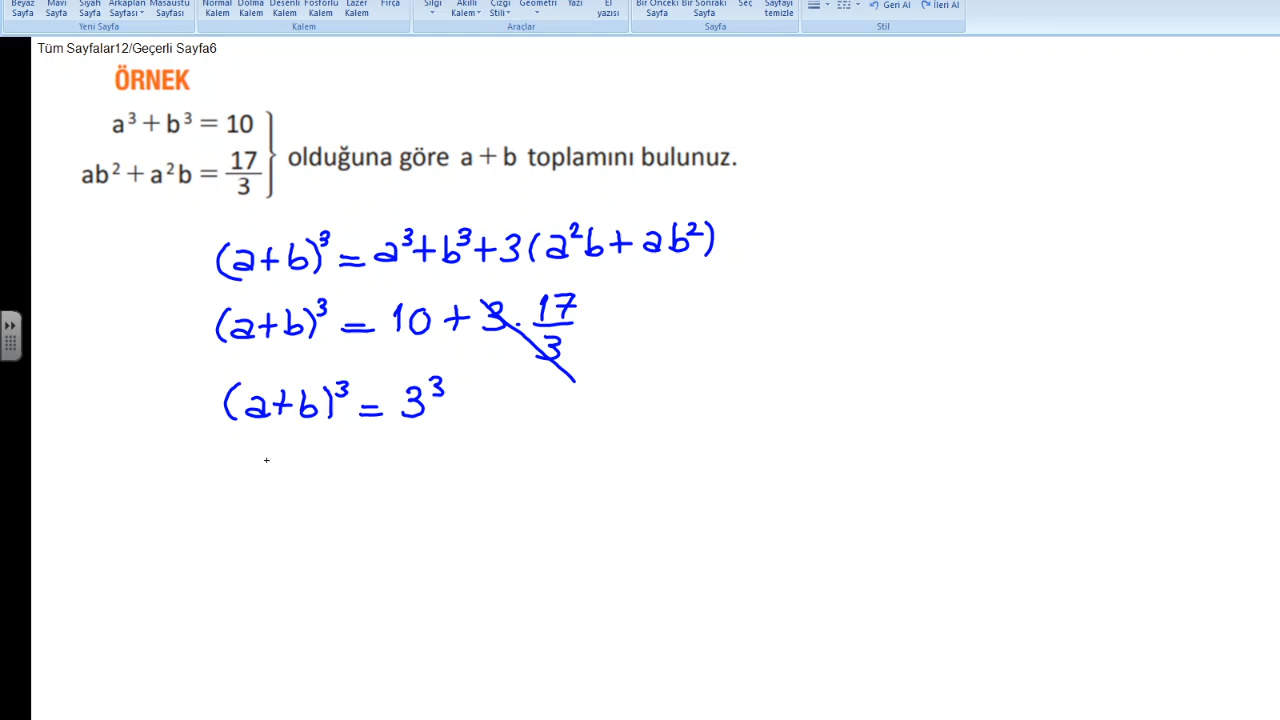 Beyaz Sayfa Mavi Sayfa Siyah Sayfa Arkaplan Sayfası Masaüstü Sayfası Normal Kalem Dolma Kalem Desenli Kalem Fosforlu Kalem Lazer Kalem Fırça Silgi Akıllı Kalem Çizgi Stili Geometri Yazı El yazısı Bir Önceki Sayfa Bir Sonraki Sayfa Seç Sayfayı temizle Geri Al İleri Al
Yeni Sayfa Kalem Araçlar Sayfa Stil
Tüm Sayfalar12/Geçerli Sayfa6
ÖRNEK
a³ + b³ = 10
ab² + a²b = 17/3
olduğuna göre a + b toplamını bulunuz.
(a+b)³ = a³+b³+3(a²b+ab²)
(a+b)³ = 10 + 3 · 17/3
(a+b)³ = 3³